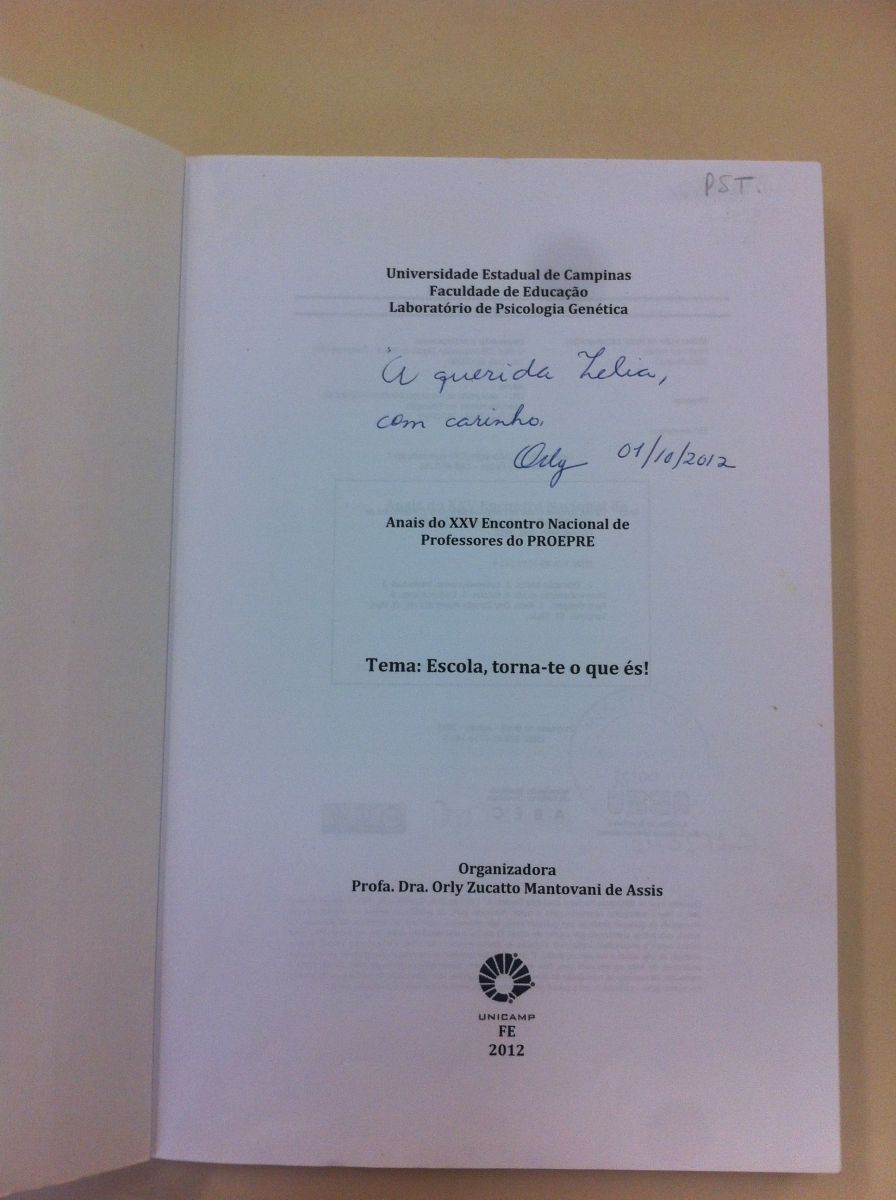 PST.
Universidade Estadual de Campinas
Faculdade de Educação
Laboratório de Psicologia Genética
À querida Zelia,
com carinho.
Orly 01/10/2012
Anais do XXV Encontro Nacional de
Professores do PROEPRE
Tema: Escola, torna-te o que és!
Organizadora
Profa. Dra. Orly Zucatto Mantovani de Assis
UNICAMP
FE
2012